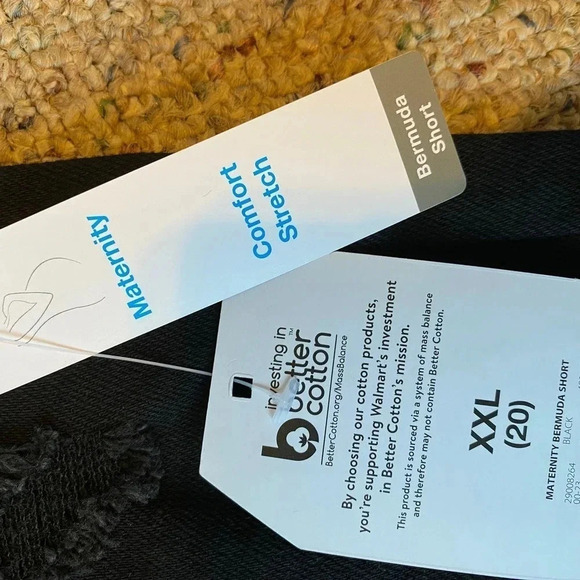 Maternity
Comfort
Stretch
Bermuda
Short
investing in
better™
cotton
BetterCotton.org/MassBalance
By choosing our cotton products,
you're supporting Walmart's investment
in Better Cotton's mission.
This product is sourced via a system of mass balance
and therefore may not contain Better Cotton.
XXL
(20)
MATERNITY BERMUDA SHORT
BLACK
29008264